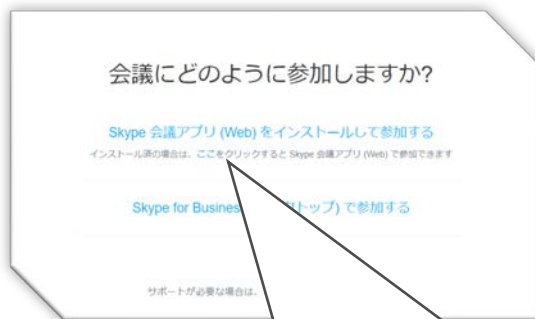 会議にどのように参加しますか?
Skype 会議アプリ (Web) をインストールして参加する
インストール済の場合は、ここをクリックすると Skype 会議アプリ (Web) で参加できます
Skype for Business トップ) で参加する
サポートが必要な場合は、